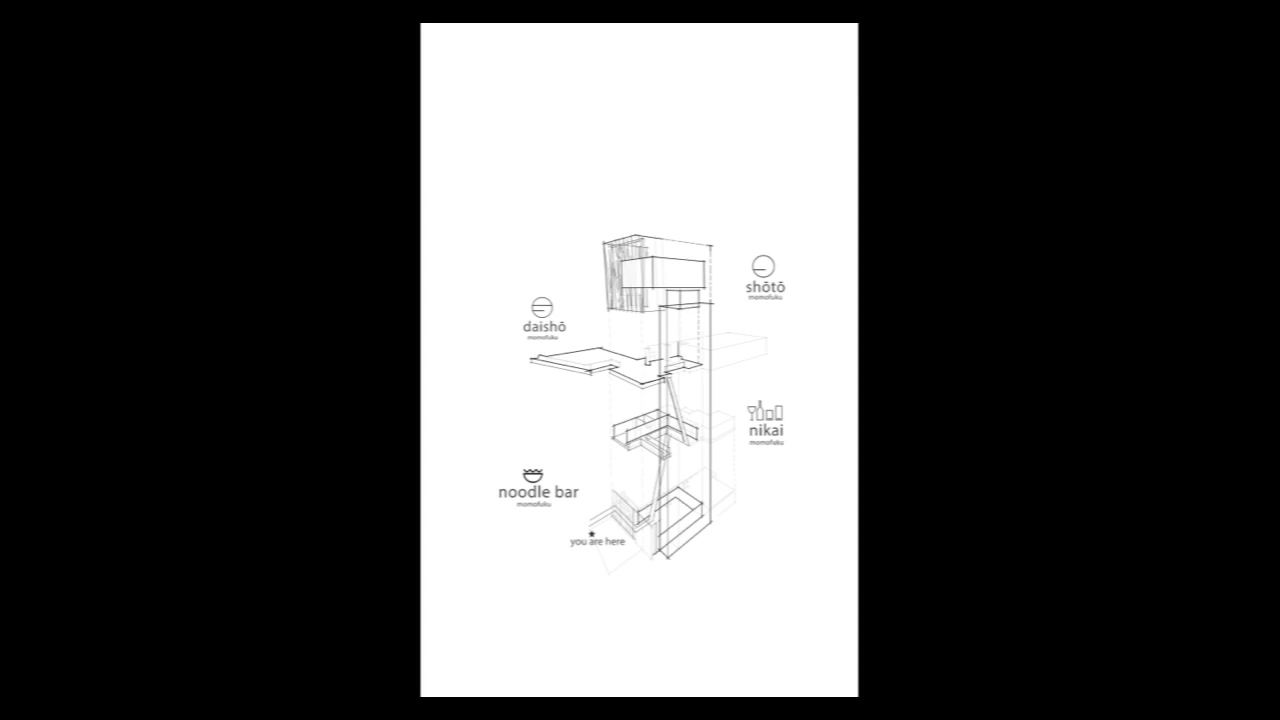 shōtō
momofuku
daishō
momofuku
nikai
momofuku
noodle bar
momofuku
you are here